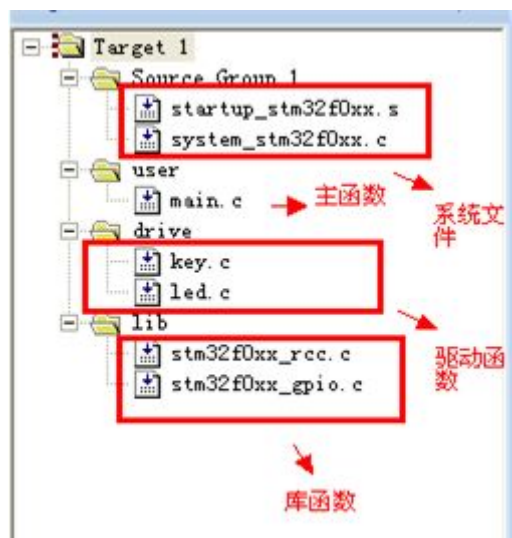 Target 1
Source Group 1
startup_stm32f0xx.s
system_stm32f0xx.c
user
main.c
主函数
系统文
件
drive
key.c
led.c
lib
stm32f0xx_rcc.c
驱动函
数
stm32f0xx_gpio.c
库函数